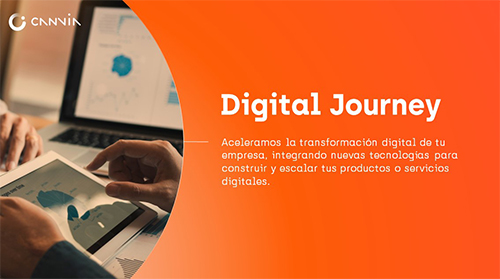 CANVIA
Digital Journey
Aceleramos la transformación digital de tu
empresa, integrando nuevas tecnologías para
construir y escalar tus productos o servicios
digitales.